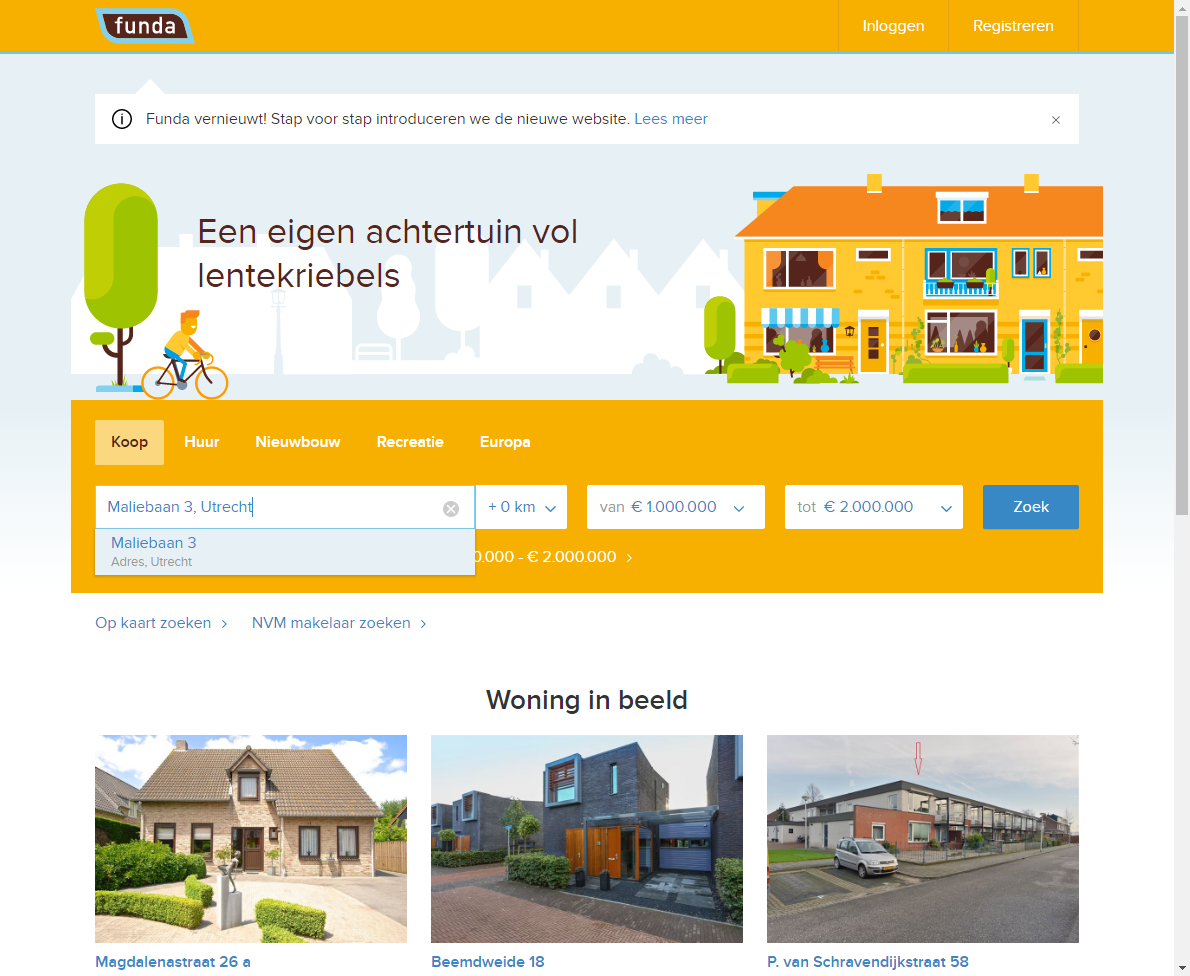 funda
Inloggen
Registreren
Funda vernieuwt! Stap voor stap introduceren we de nieuwe website. Lees meer
Een eigen achtertuin vol
lentekriebels
Koop
Huur
Nieuwbouw
Recreatie
Europa
Maliebaan 3, Utrecht
+ 0 km
van € 1.000.000
tot € 2.000.000
Zoek
Maliebaan 3
Adres, Utrecht
0.000 - € 2.000.000
Op kaart zoeken
NVM makelaar zoeken
Woning in beeld
Magdalenastraat 26 a
Beemdweide 18
P. van Schravendijkstraat 58